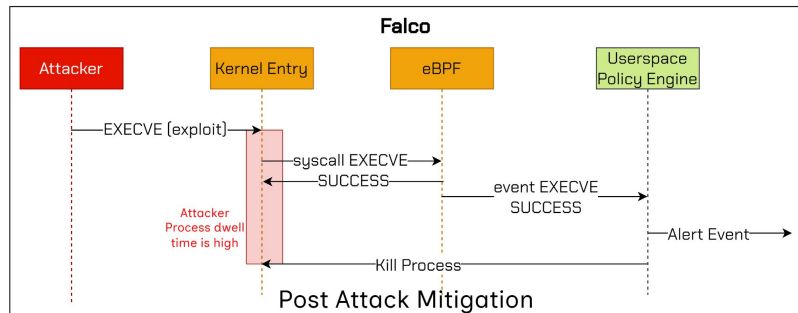 Falco
Attacker
Kernel Entry
eBPF
Userspace
Policy Engine
EXECVE (exploit)
syscall EXECVE
SUCCESS
event EXECVE
SUCCESS
Attacker
Process dwell
time is high
Alert Event
Kill Process
Post Attack Mitigation